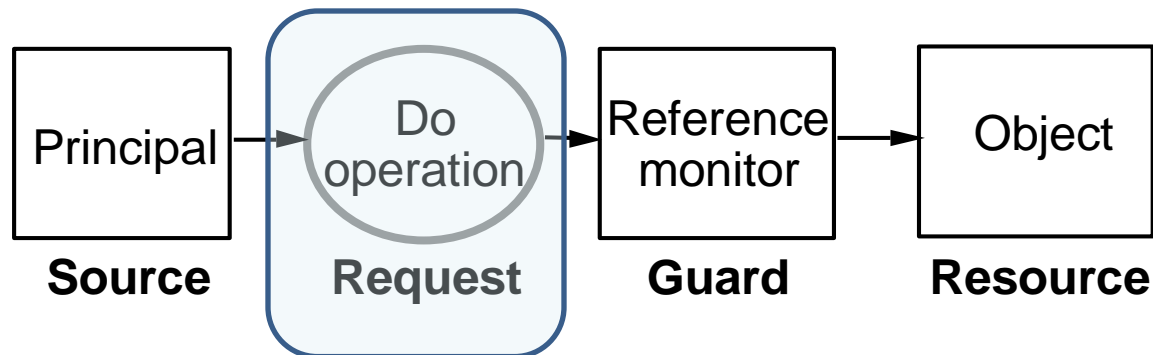 Principal
Do
operation
Reference
monitor
Object
Source
Request
Guard
Resource